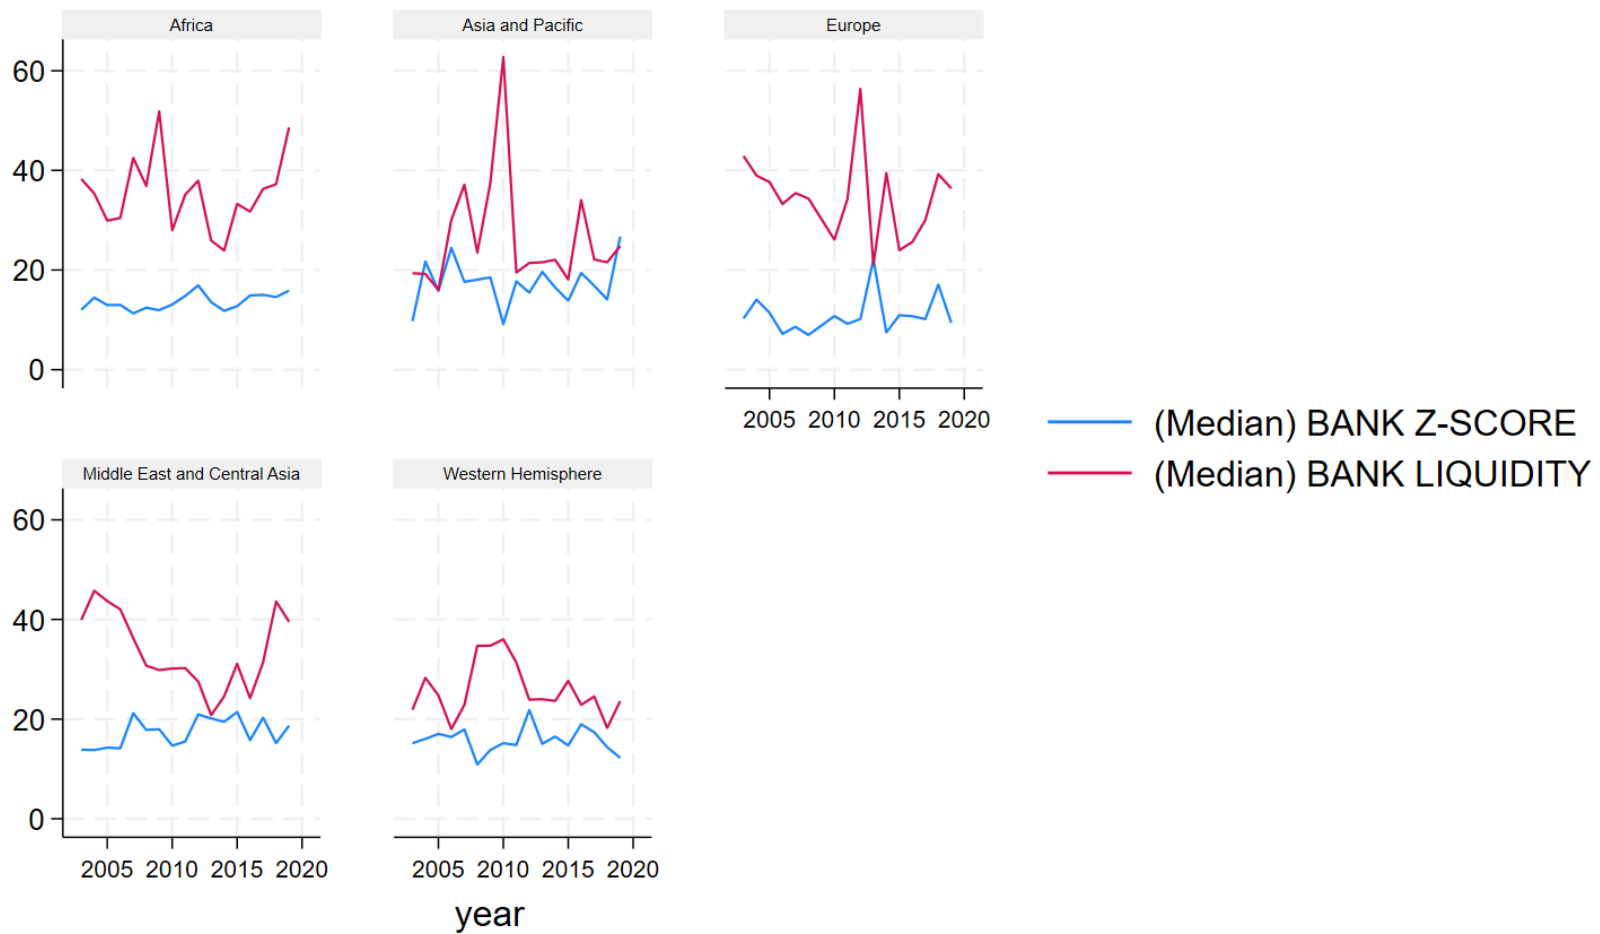 Africa
Asia and Pacific
Europe
60
40
20
0
2005 2010 2015 2020
(Median) BANK Z-SCORE
(Median) BANK LIQUIDITY
Middle East and Central Asia
Western Hemisphere
60
40
20
0
2005 2010 2015 2020
2005 2010 2015 2020
year